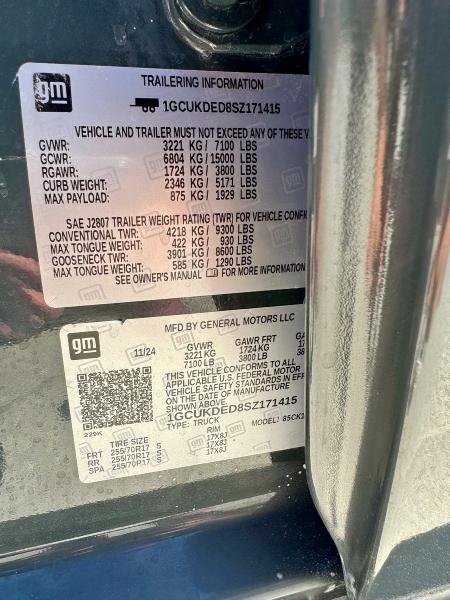 gm
TRAILERING INFORMATION
1GCUKDED8SZ171415
VEHICLE AND TRAILER MUST NOT EXCEED ANY OF THESE V
GVWR: 3221 KG/ 7100 LBS
GCWR: 6804 KG/15000 LBS
RGAWR: 1724 KG/ 3800 LBS
CURB WEIGHT: 2346 KG/ 5171 LBS
MAX PAYLOAD: 875 KG/ 1929 LBS
SAE J2807 TRAILER WEIGHT RATING (TWR) FOR VEHICLE CONFI
CONVENTIONAL TWR: 4218 KG/ 9300 LBS
MAX TONGUE WEIGHT: 422 KG/ 930 LBS
GOOSENECK TWR: 3901 KG/ 8600 LBS
MAX TONGUE WEIGHT: 585 KG/ 1290 LBS
SEE OWNER'S MANUAL FOR MORE INFORMATION
gm
MFD BY GENERAL MOTORS LLC
11/24 GVWR GAWR FRT GA
3221 KG 1724 KG 17
7100 LB 3800 LB 38
THIS VEHICLE CONFORMS TO ALL
APPLICABLE U.S. FEDERAL MOTOR
VEHICLE SAFETY STANDARDS IN EFF
ON THE DATE OF MANUFACTURE
1GCUKDED8SZ171415
TYPE: TRUCK MODEL:
229K
TIRE SIZE RIM
FRT 255/70R17 S 17X8J
RR 255/70R17 S 17X8J
SPA 255/70R17 S 17X8J